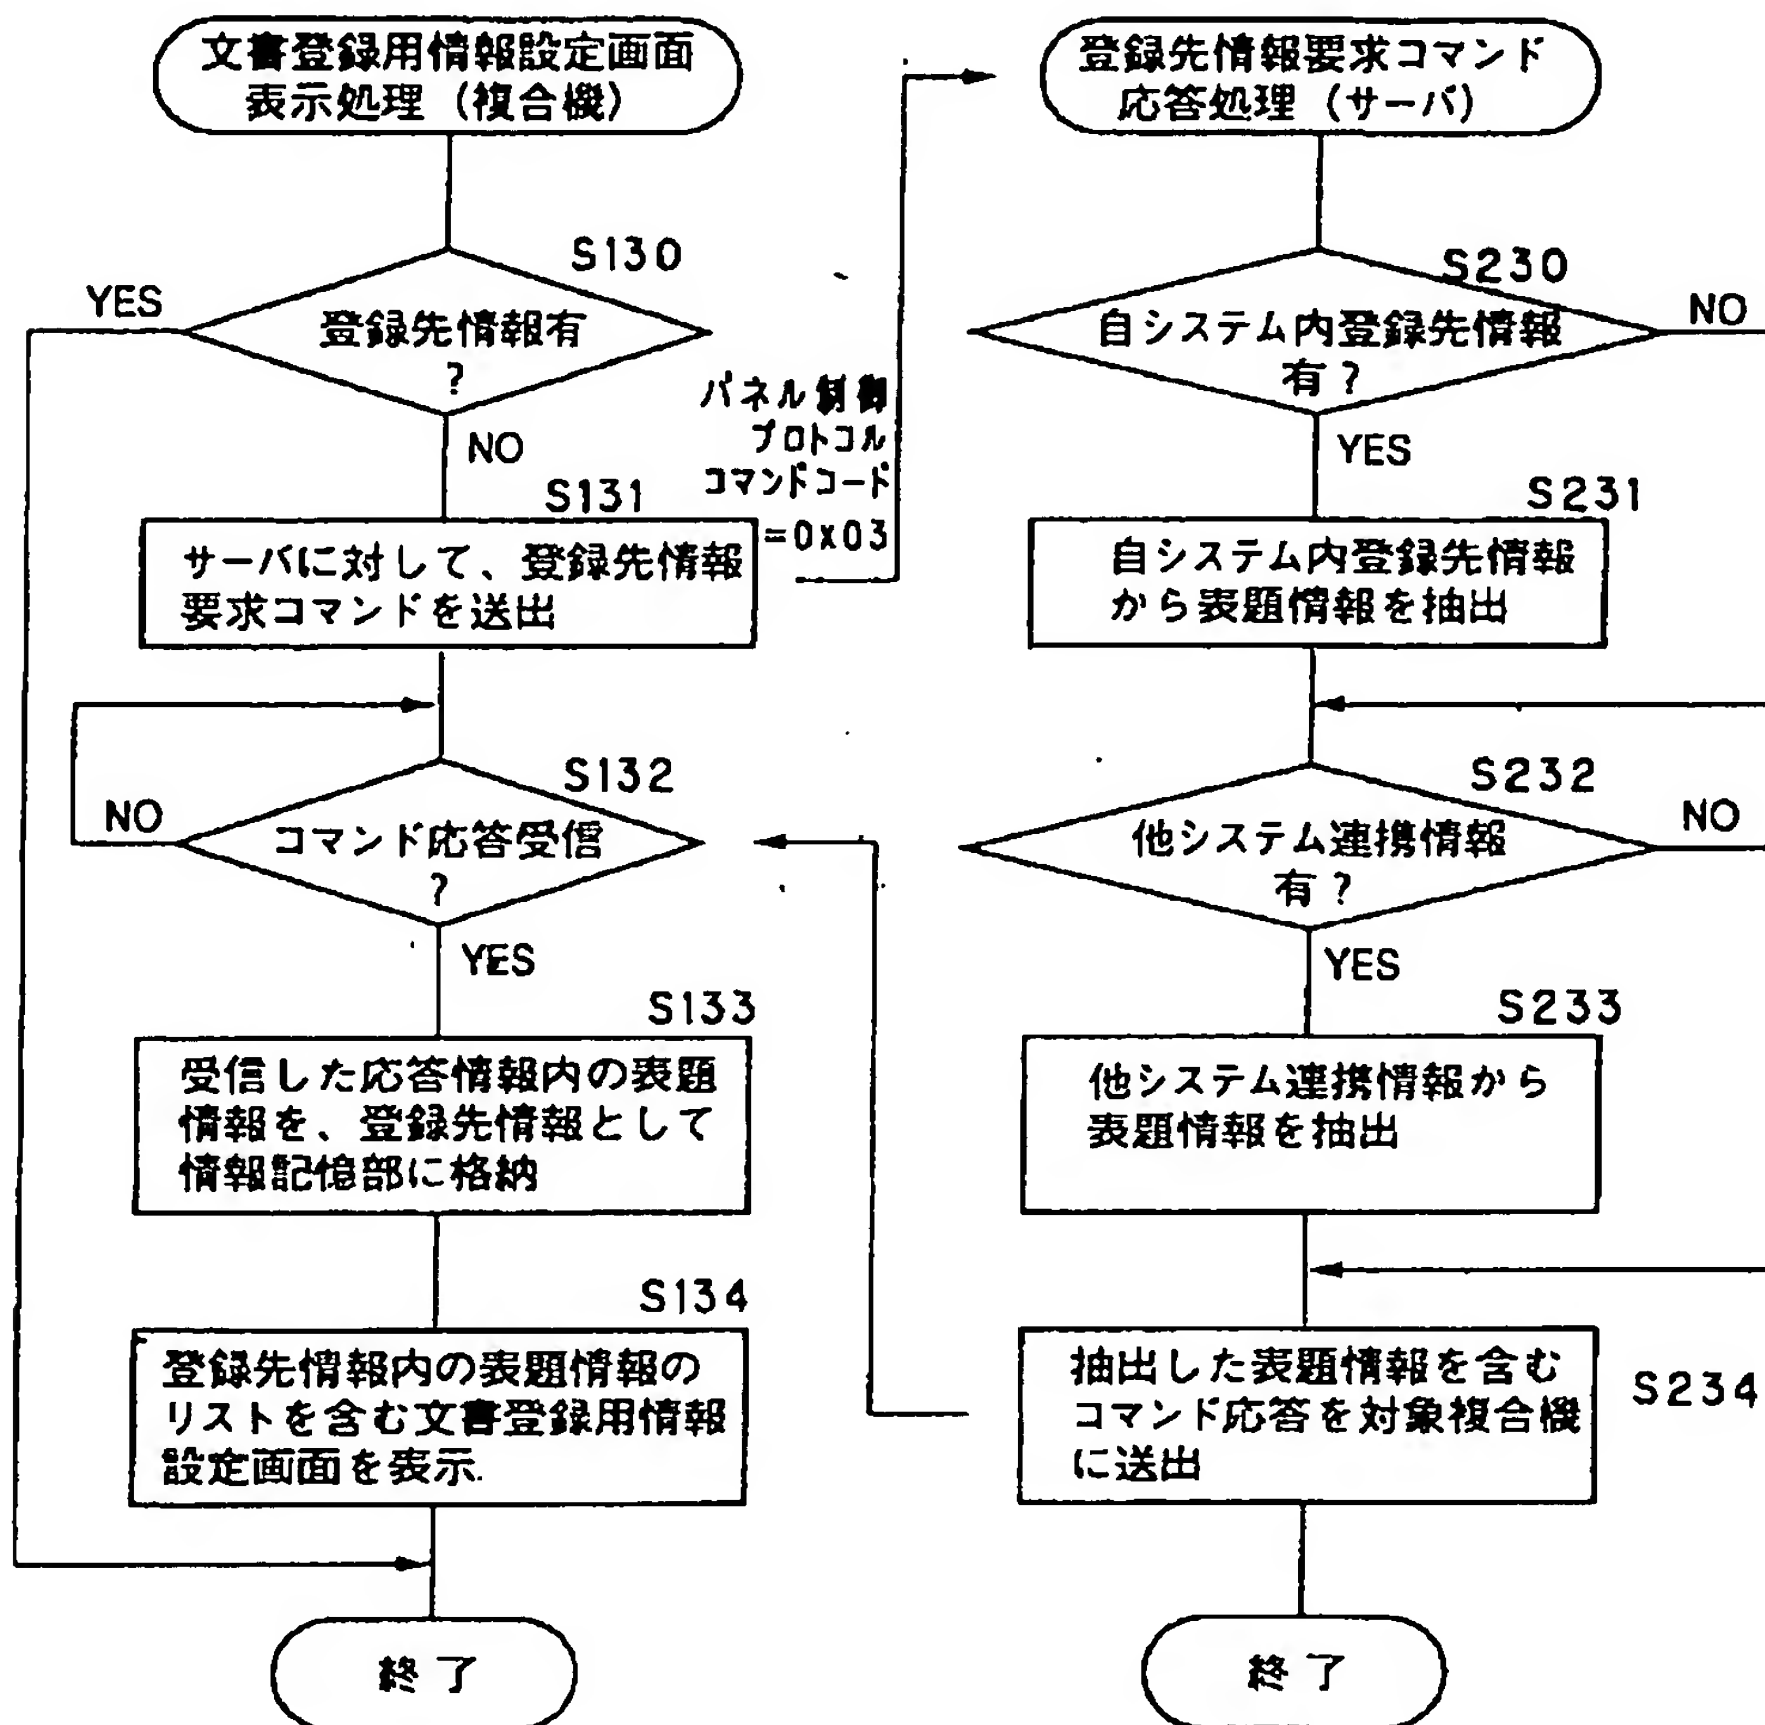 文書登録用情報設定画面
表示処理（複合機）
S130
YES
登録先情報有
？
NO
パネル制御
プロトコル
コマンドコード
=0x03
S131
サーバに対して、登録先情報
要求コマンドを送出
S132
NO
コマンド応答受信
？
YES
S133
受信した応答情報内の表題
情報を、登録先情報として
情報記憶部に格納
S134
登録先情報内の表題情報の
リストを含む文書登録用情報
設定画面を表示
終了
登録先情報要求コマンド
応答処理（サーバ）
S230
NO
自システム内登録先情報
有？
YES
S231
自システム内登録先情報
から表題情報を抽出
S232
NO
他システム連携情報
有？
YES
S233
他システム連携情報から
表題情報を抽出
抽出した表題情報を含む
コマンド応答を対象複合機
に送出
S234
終了